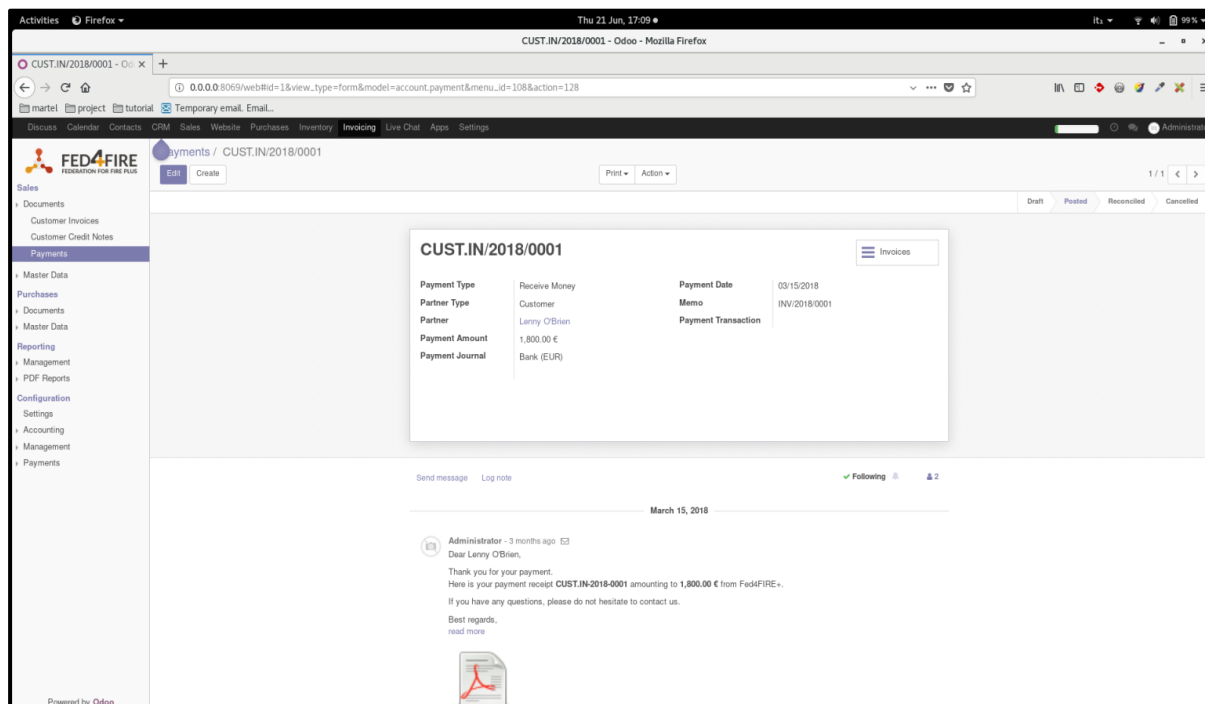 Activities Firefox Thu 21 Jun, 17:09 it₁ 99%
CUST.IN/2018/0001 - Odoo - Mozilla Firefox
CUST.IN/2018/0001 - Od
0.0.0.0:8069/web#id=1&view_type=form&model=account.payment&menu_id=108&action=128
martel project tutorial Temporary email. Email...
Discuss Calendar Contacts CRM Sales Website Purchases Inventory Invoicing Live Chat Apps Settings Administrato
FED4FIRE
FEDERATION FOR FIRE PLUS
ayments / CUST.IN/2018/0001
Edit Create Print Action 1 / 1
Draft Posted Reconciled Cancelled
Sales
Documents
Customer Invoices
Customer Credit Notes
Payments
Master Data
Purchases
Documents
Master Data
Reporting
Management
PDF Reports
Configuration
Settings
Accounting
Management
Payments
Powered by Odoo
CUST.IN/2018/0001
Invoices
Payment Type Receive Money
Partner Type Customer
Partner Lenny O'Brien
Payment Amount 1,800.00 €
Payment Journal Bank (EUR)
Payment Date 03/15/2018
Memo INV/2018/0001
Payment Transaction
Send message Log note Following 2
March 15, 2018
Administrator - 3 months ago
Dear Lenny O'Brien,
Thank you for your payment.
Here is your payment receipt CUST.IN-2018-0001 amounting to 1,800.00 € from Fed4FIRE+.
If you have any questions, please do not hesitate to contact us.
Best regards,
read more